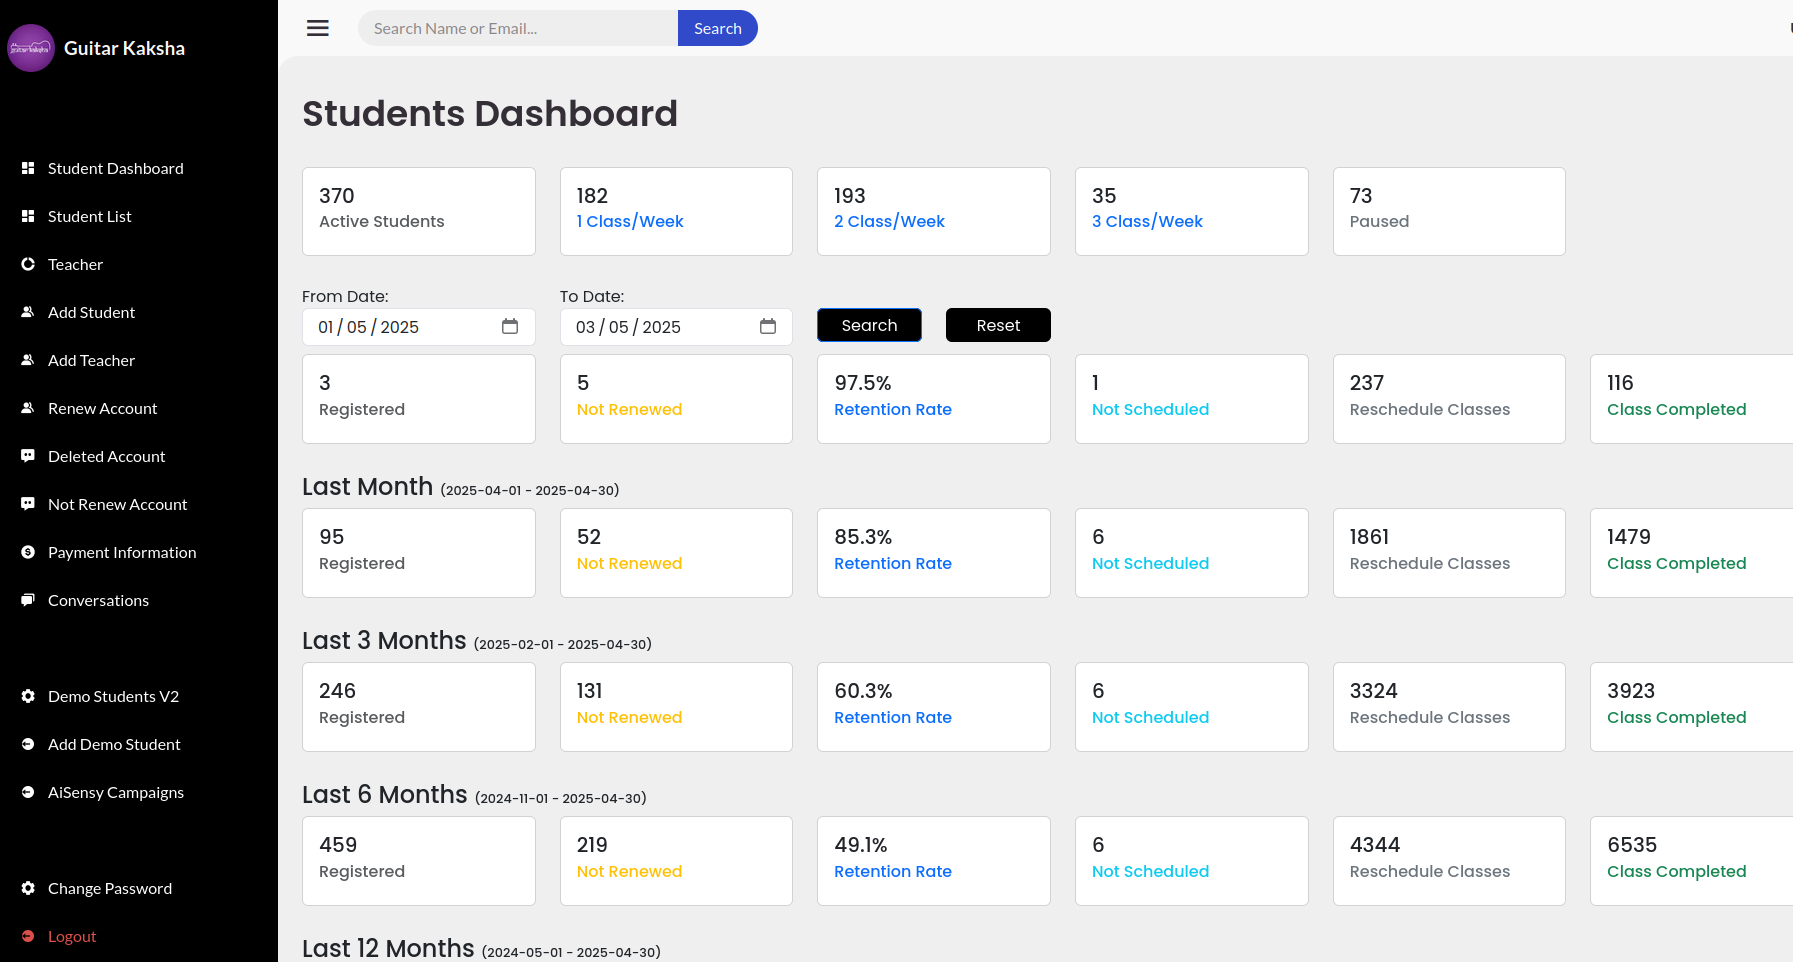 guitar kaksha
Guitar Kaksha
Search Name or Email...
Search
Student Dashboard
Student List
Teacher
Add Student
Add Teacher
Renew Account
Deleted Account
Not Renew Account
Payment Information
Conversations
Demo Students V2
Add Demo Student
AiSensy Campaigns
Change Password
Logout
Students Dashboard
370
Active Students
182
1 Class/Week
193
2 Class/Week
35
3 Class/Week
73
Paused
From Date:
01 / 05 / 2025
To Date:
03 / 05 / 2025
Search
Reset
3
Registered
5
Not Renewed
97.5%
Retention Rate
1
Not Scheduled
237
Reschedule Classes
116
Class Completed
Last Month (2025-04-01 - 2025-04-30)
95
Registered
52
Not Renewed
85.3%
Retention Rate
6
Not Scheduled
1861
Reschedule Classes
1479
Class Completed
Last 3 Months (2025-02-01 - 2025-04-30)
246
Registered
131
Not Renewed
60.3%
Retention Rate
6
Not Scheduled
3324
Reschedule Classes
3923
Class Completed
Last 6 Months (2024-11-01 - 2025-04-30)
459
Registered
219
Not Renewed
49.1%
Retention Rate
6
Not Scheduled
4344
Reschedule Classes
6535
Class Completed
Last 12 Months (2024-05-01 - 2025-04-30)